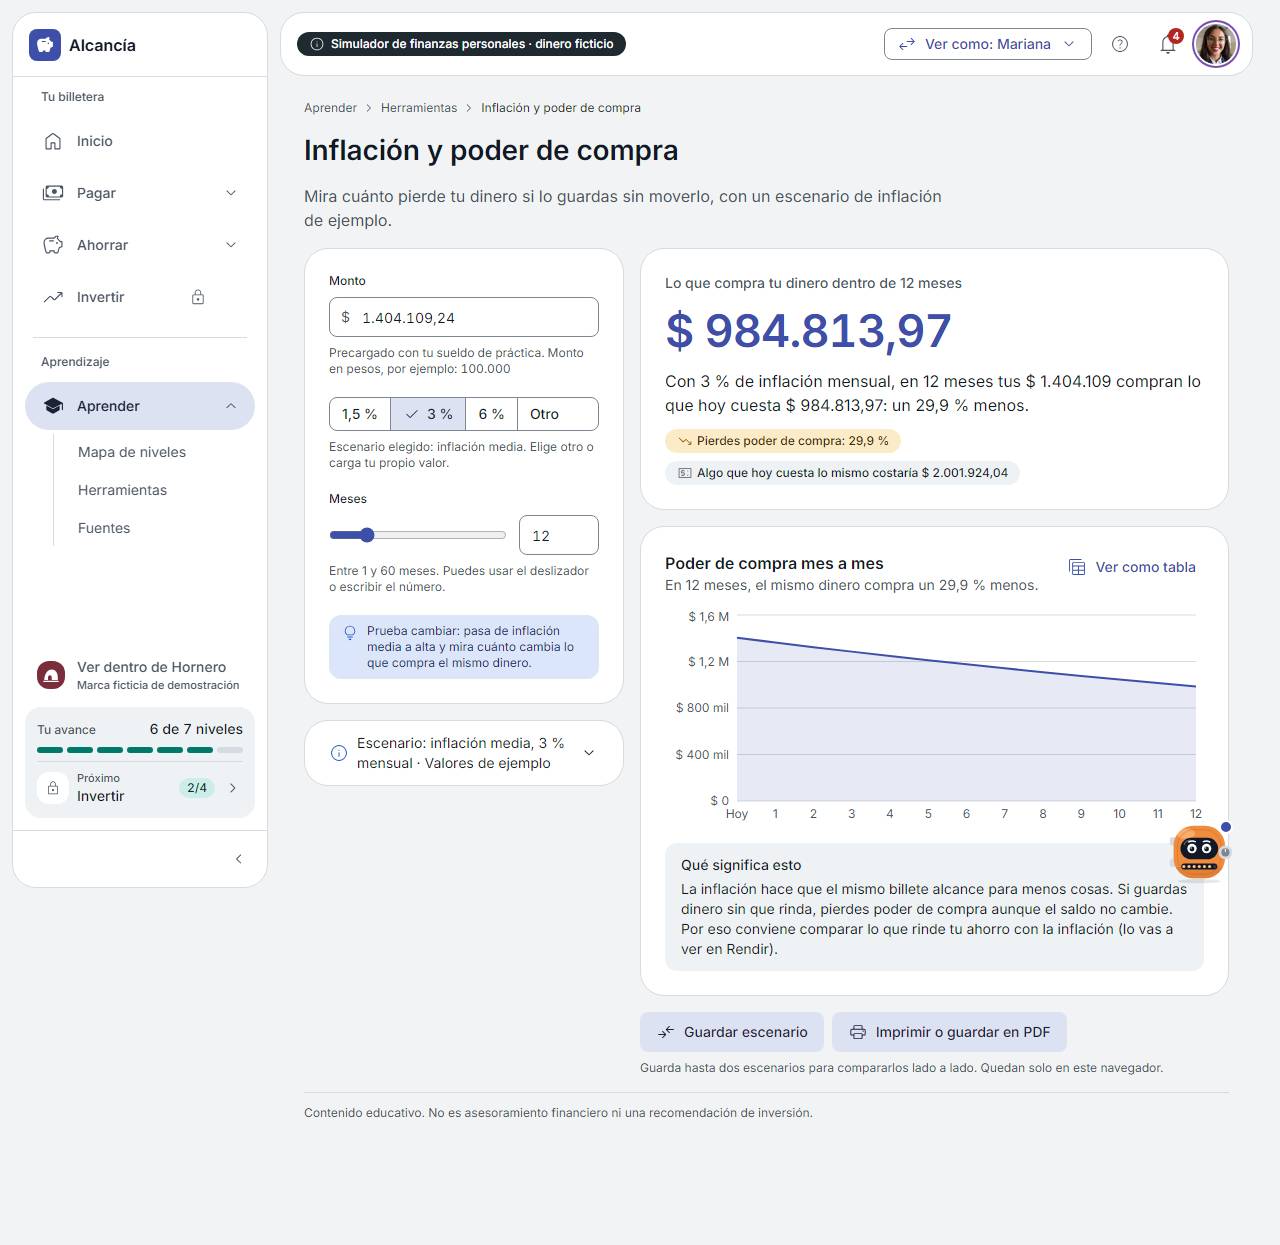 Alcancía
Tu billetera
Inicio
Pagar
Ahorrar
Invertir
Aprendizaje
Aprender
Mapa de niveles
Herramientas
Fuentes
Ver dentro de Hornero
Marca ficticia de demostración
Tu avance 6 de 7 niveles
Próximo
Invertir
2/4
Simulador de finanzas personales · dinero ficticio
Ver como: Mariana
4
Aprender > Herramientas > Inflación y poder de compra
Inflación y poder de compra
Mira cuánto pierde tu dinero si lo guardas sin moverlo, con un escenario de inflación
de ejemplo.
Monto
$ 1.404.109,24
Precargado con tu sueldo de práctica. Monto
en pesos, por ejemplo: 100.000
1,5 % 3 % 6 % Otro
Escenario elegido: inflación media. Elige otro o
carga tu propio valor.
Meses
12
Entre 1 y 60 meses. Puedes usar el deslizador
o escribir el número.
Prueba cambiar: pasa de inflación
media a alta y mira cuánto cambia lo
que compra el mismo dinero.
Escenario: inflación media, 3 %
mensual · Valores de ejemplo
Lo que compra tu dinero dentro de 12 meses
$ 984.813,97
Con 3 % de inflación mensual, en 12 meses tus $ 1.404.109 compran lo
que hoy cuesta $ 984.813,97: un 29,9 % menos.
Pierdes poder de compra: 29,9 %
Algo que hoy cuesta lo mismo costaría $ 2.001.924,04
Poder de compra mes a mes
Ver como tabla
En 12 meses, el mismo dinero compra un 29,9 % menos.
$ 1,6 M
$ 1,2 M
$ 800 mil
$ 400 mil
$ 0
Hoy 1 2 3 4 5 6 7 8 9 10 11 12
Qué significa esto
La inflación hace que el mismo billete alcance para menos cosas. Si guardas
dinero sin que rinda, pierdes poder de compra aunque el saldo no cambie.
Por eso conviene comparar lo que rinde tu ahorro con la inflación (lo vas a
ver en Rendir).
Guardar escenario
Imprimir o guardar en PDF
Guarda hasta dos escenarios para compararlos lado a lado. Quedan solo en este navegador.
Contenido educativo. No es asesoramiento financiero ni una recomendación de inversión.